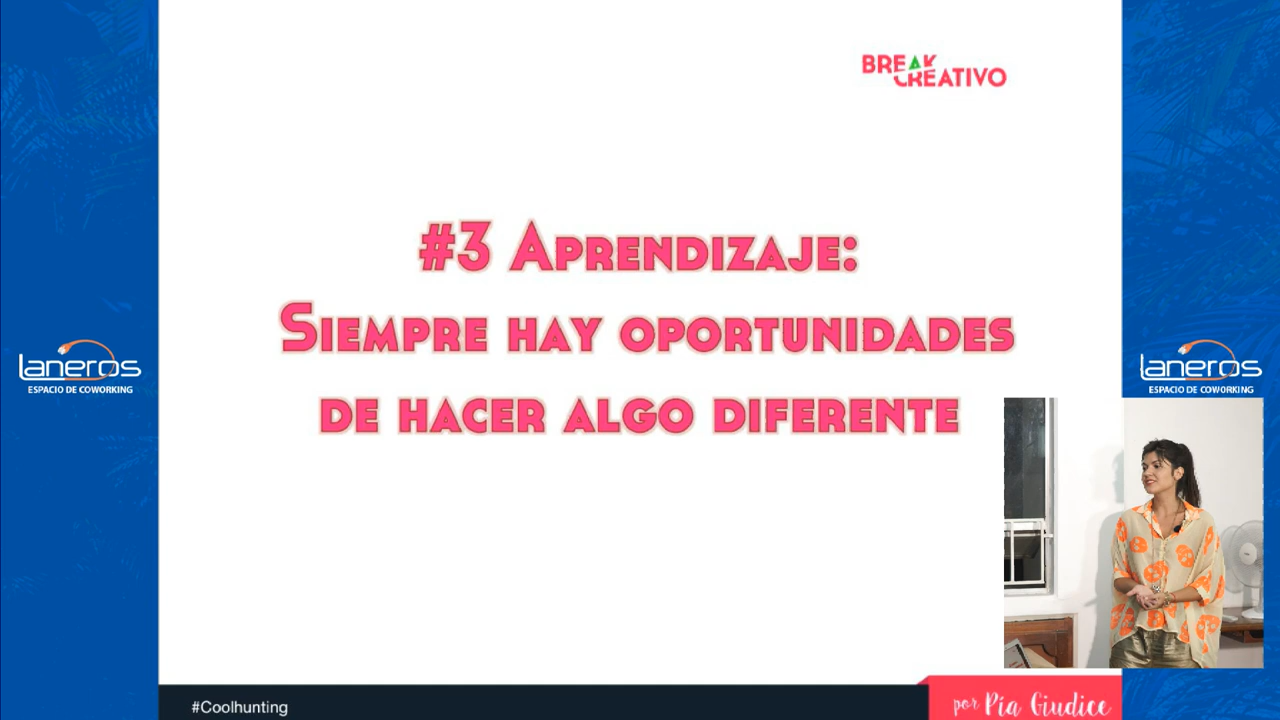 BREAK
CREATIVO
#3 APRENDIZAJE:
SIEMPRE HAY OPORTUNIDADES
DE HACER ALGO DIFERENTE
Laneros
ESPACIO DE COWORKING
Laneros
ESPACIO DE COWORKING
#Coolhunting
por Pía Giudice